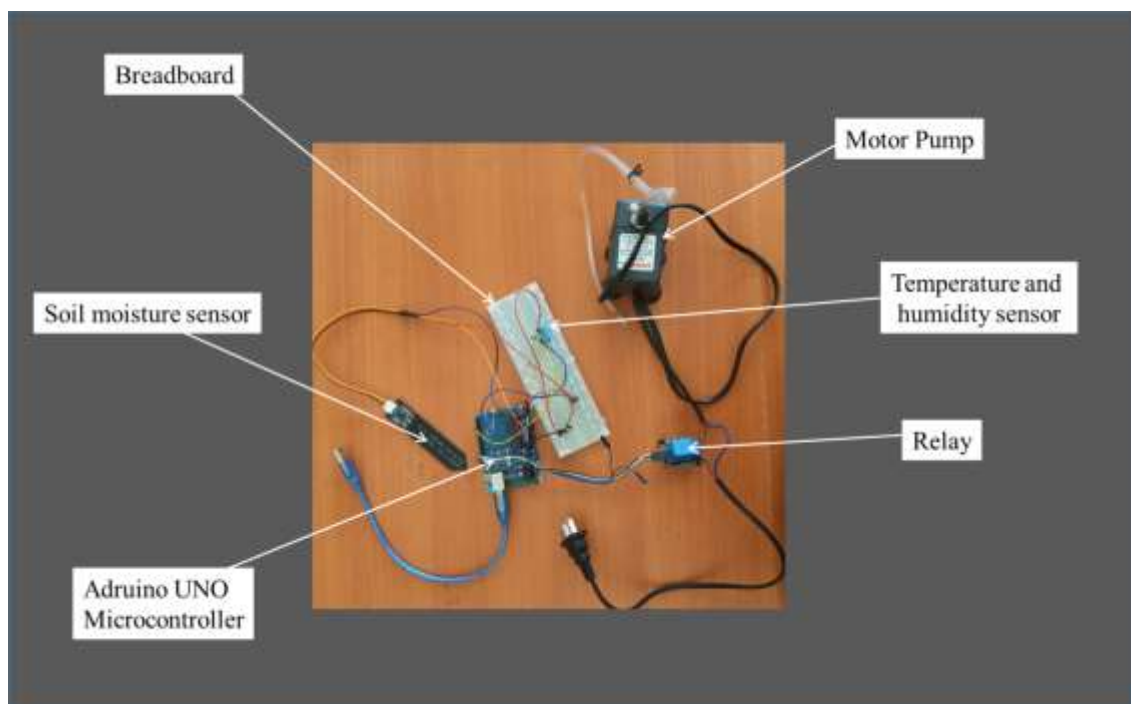 Breadboard
Motor Pump
Temperature and
humidity sensor
Soil moisture sensor
Relay
Adruino UNO
Microcontroller